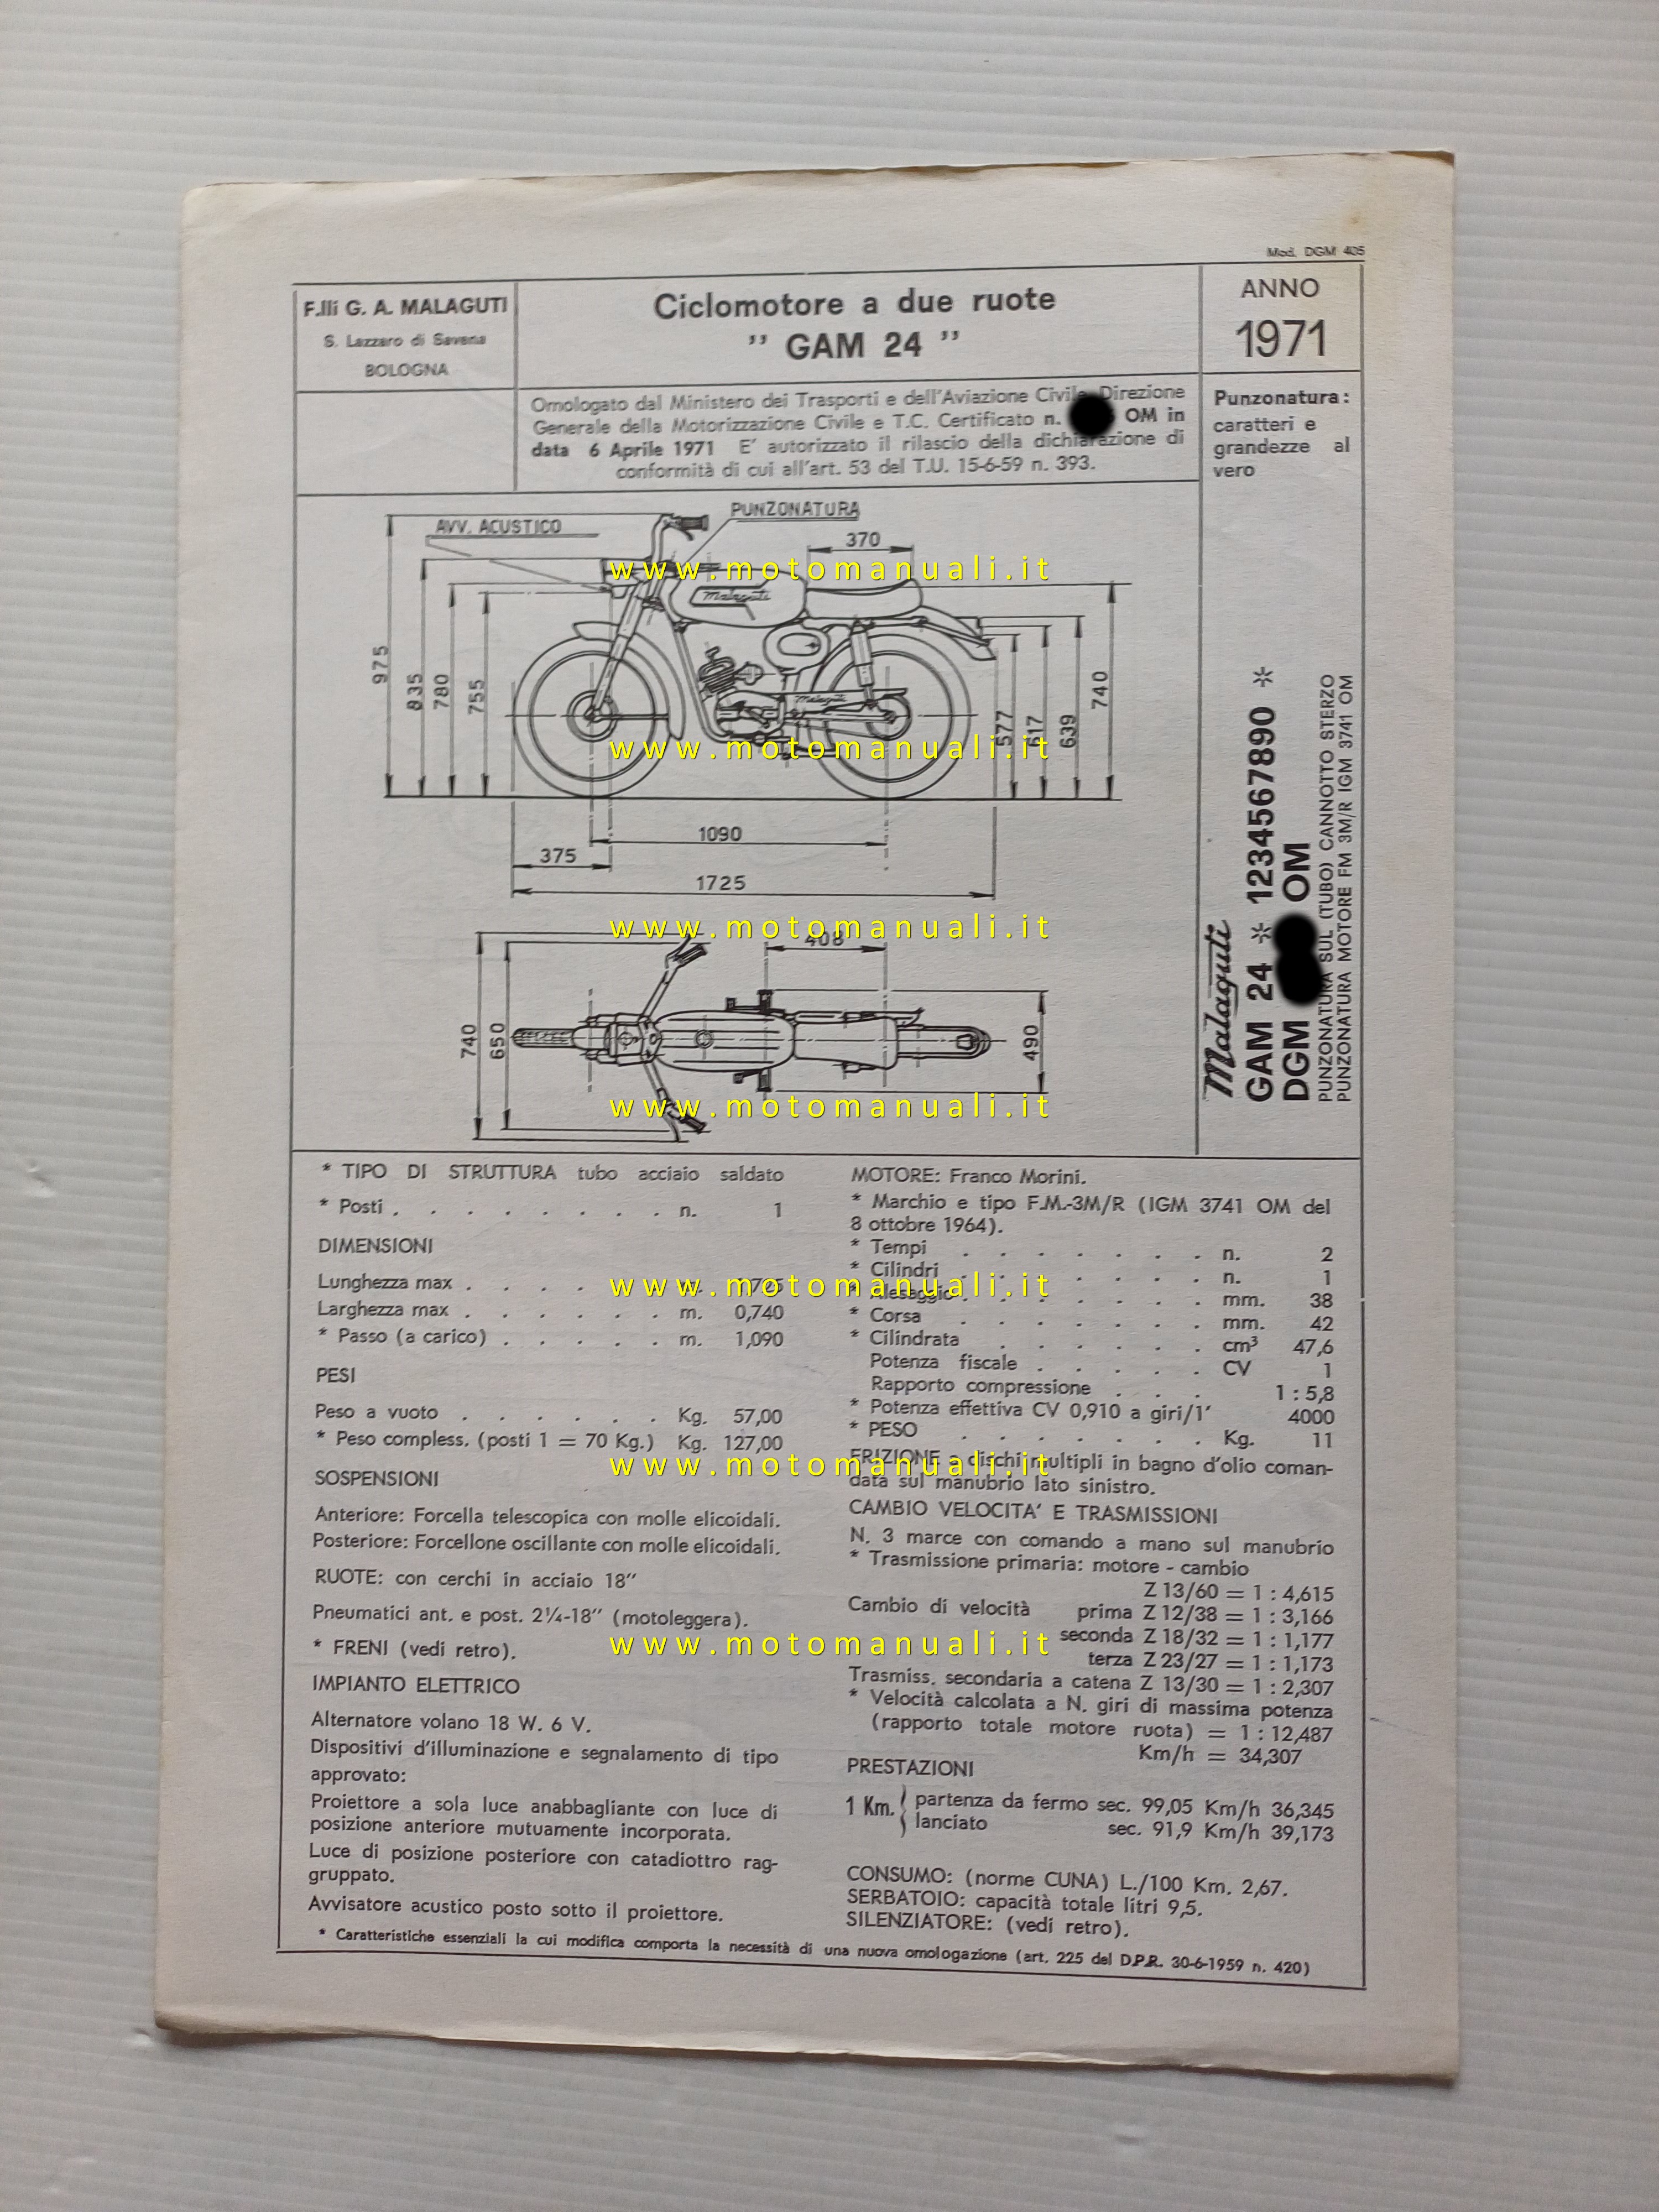 Mod. DGM 405
F.lli G. A. MALAGUTI
S. Lazzaro di Savena
BOLOGNA
Ciclomotore a due ruote
" GAM 24 "
ANNO
1971
Omologato dal Ministero dei Trasporti e dell'Aviazione Civile Direzione
Generale della Motorizzazione Civile e T.C. Certificato n. OM in
data 6 Aprile 1971 E' autorizzato il rilascio della dichiarazione di
conformità di cui all'art. 53 del T.U. 15-6-59 n. 393.
Punzonatura:
caratteri e
grandezze al
vero
AVV. ACUSTICO
PUNZONATURA
370
www.motomanuali.it
Malaguti
975
835
780
755
Malaguti
577
617
639
740
www.motomanuali.it
1090
375
1725
www.motomanuali.it
408
740
650
490
www.motomanuali.it
Malaguti
GAM 24 * 1234567890 *
DGM OM
PUNZONATURA SUL (TUBO) CANNOTTO STERZO
PUNZONATURA MOTORE FM 3M/R IGM 3741 OM
* TIPO DI STRUTTURA tubo acciaio saldato
* Posti . . . . . . . . n. 1
DIMENSIONI
Lunghezza max . . . .
Larghezza max . . . . . . m. 0,740
* Passo (a carico) . . . . . m. 1,090
PESI
Peso a vuoto . . . . . . Kg. 57,00
* Peso compless. (posti 1 = 70 Kg.) Kg. 127,00
SOSPENSIONI
Anteriore: Forcella telescopica con molle elicoidali.
Posteriore: Forcellone oscillante con molle elicoidali.
RUOTE: con cerchi in acciaio 18"
Pneumatici ant. e post. 2¼-18" (motoleggera).
* FRENI (vedi retro).
IMPIANTO ELETTRICO
Alternatore volano 18 W. 6 V.
Dispositivi d'illuminazione e segnalamento di tipo
approvato:
Proiettore a sola luce anabbagliante con luce di
posizione anteriore mutuamente incorporata.
Luce di posizione posteriore con catadiottro rag-
gruppato.
Avvisatore acustico posto sotto il proiettore.
MOTORE: Franco Morini.
* Marchio e tipo F.M.-3M/R (IGM 3741 OM del
8 ottobre 1964).
* Tempi . . . . . . . n. 2
* Cilindri . . . . . . . n. 1
www.motomanuali.it
* Alesaggio . . . . . . . mm. 38
* Corsa . . . . . . . mm. 42
* Cilindrata . . . . . . cm³ 47,6
Potenza fiscale . . . . . CV 1
Rapporto compressione . . . 1 : 5,8
* Potenza effettiva CV 0,910 a giri/1' 4000
* PESO . . . . . . . Kg. 11
www.motomanuali.it
FRIZIONE a dischi multipli in bagno d'olio coman-
data sul manubrio lato sinistro.
CAMBIO VELOCITA' E TRASMISSIONI
N. 3 marce con comando a mano sul manubrio
* Trasmissione primaria: motore - cambio
Z 13/60 = 1 : 4,615
Cambio di velocità prima Z 12/38 = 1 : 3,166
www.motomanuali.it
seconda Z 18/32 = 1 : 1,177
terza Z 23/27 = 1 : 1,173
Trasmiss. secondaria a catena Z 13/30 = 1 : 2,307
* Velocità calcolata a N. giri di massima potenza
(rapporto totale motore ruota) = 1 : 12,487
Km/h = 34,307
PRESTAZIONI
1 Km. { partenza da fermo sec. 99,05 Km/h 36,345
lanciato sec. 91,9 Km/h 39,173
CONSUMO: (norme CUNA) L./100 Km. 2,67.
SERBATOIO: capacità totale litri 9,5.
SILENZIATORE: (vedi retro).
* Caratteristiche essenziali la cui modifica comporta la necessità di una nuova omologazione (art. 225 del D.P.R. 30-6-1959 n. 420)